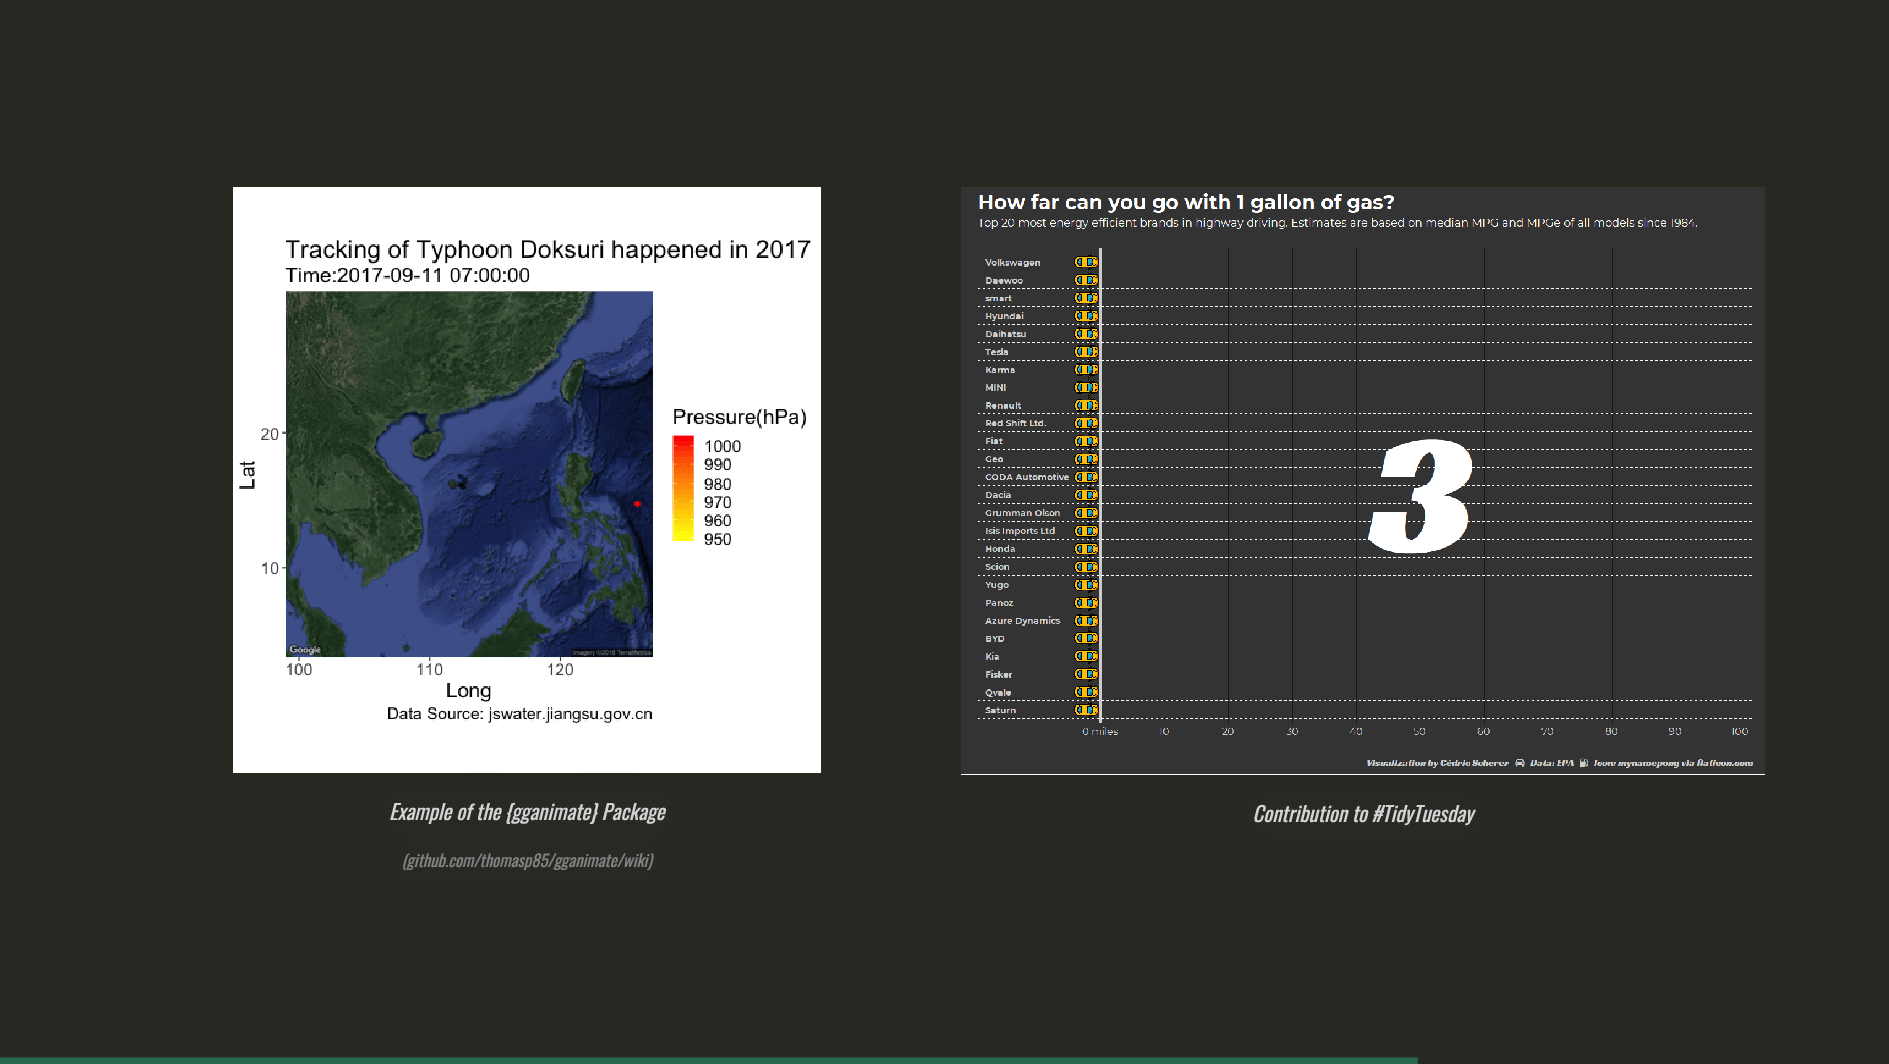 Tracking of Typhoon Doksuri happened in 2017
Time:2017-09-11 07:00:00
Pressure(hPa)
1000
990
980
970
960
950
Lat
20
10
Google
Imagery ©2018 TerraMetrics
100 110 120
Long
Data Source: jswater.jiangsu.gov.cn
Example of the {gganimate} Package
(github.com/thomasp85/gganimate/wiki)
How far can you go with 1 gallon of gas?
Top 20 most energy efficient brands in highway driving. Estimates are based on median MPG and MPGe of all models since 1984.
Volkswagen
Daewoo
smart
Hyundai
Daihatsu
Tesla
Karma
MINI
Renault
Red Shift Ltd.
Fiat
Geo
CODA Automotive
Dacia
Grumman Olson
Isis Imports Ltd
Honda
Scion
Yugo
Panoz
Azure Dynamics
BYD
Kia
Fisker
Qvale
Saturn
3
0 miles 10 20 30 40 50 60 70 80 90 100
Visualization by Cédric Scherer Data: EPA Icon: mynamepong via flaticon.com
Contribution to #TidyTuesday